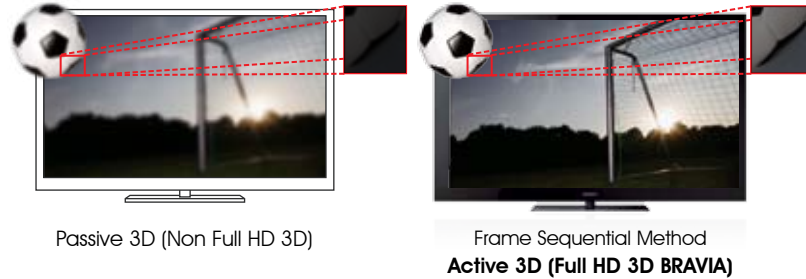 Passive 3D (Non Full HD 3D)
Frame Sequential Method
Active 3D (Full HD 3D BRAVIA)